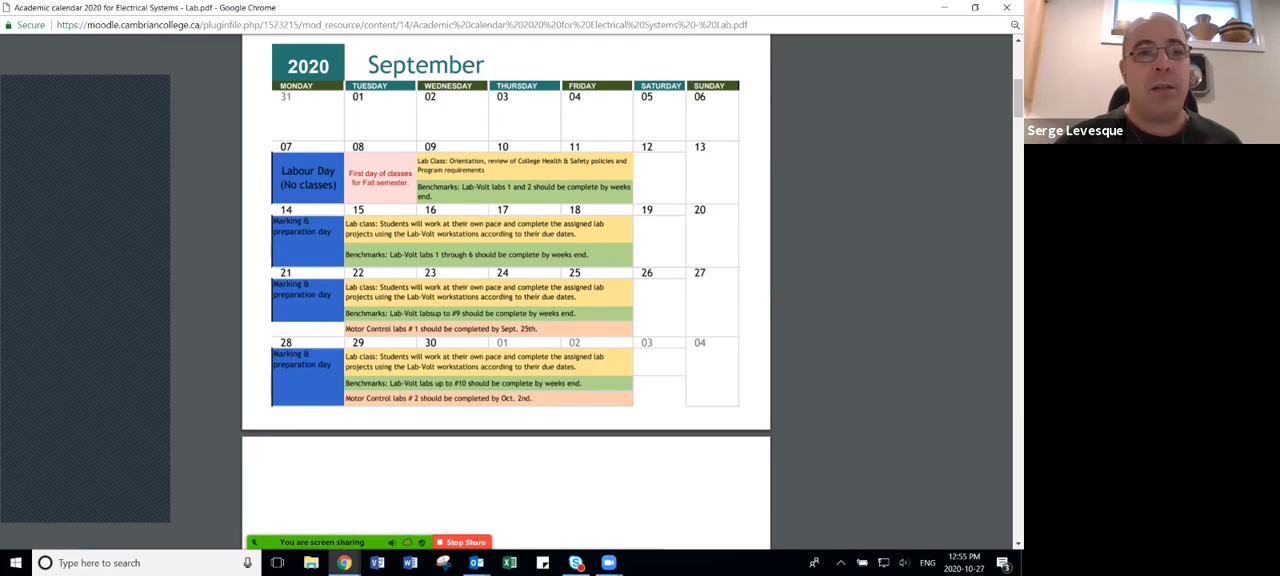 Academic calendar 2020 for Electrical Systems - Lab.pdf - Google Chrome
Secure https://moodle.cambriancollege.ca/pluginfile.php/1523215/mod_resource/content/14/Academic%20calendar%202020%20for%20Electrical%20Systems%20-%20Lab.pdf
2020 September
MONDAY TUESDAY WEDNESDAY THURSDAY FRIDAY SATURDAY SUNDAY
31 01 02 03 04 05 06
07 08 09 10 11 12 13
Labour Day
(No classes)
First day of classes
for Fall semester.
Lab Class: Orientation, review of College Health & Safety policies and
Program requirements
Benchmarks: Lab-Volt labs 1 and 2 should be complete by weeks
end.
14 15 16 17 18 19 20
Marking &
preparation day
Lab class: Students will work at their own pace and complete the assigned lab
projects using the Lab-Volt workstations according to their due dates.
Benchmarks: Lab-Volt labs 1 through 6 should be complete by weeks end.
21 22 23 24 25 26 27
Marking &
preparation day
Lab class: Students will work at their own pace and complete the assigned lab
projects using the Lab-Volt workstations according to their due dates.
Benchmarks: Lab-Volt labsup to #9 should be complete by weeks end.
Motor Control labs # 1 should be completed by Sept. 25th.
28 29 30 01 02 03 04
Marking &
preparation day
Lab class: Students will work at their own pace and complete the assigned lab
projects using the Lab-Volt workstations according to their due dates.
Benchmarks: Lab-Volt labs up to #10 should be complete by weeks end.
Motor Control labs # 2 should be completed by Oct. 2nd.
Serge Levesque
You are screen sharing Stop Share
Type here to search
ENG
12:55 PM
2020-10-27
3